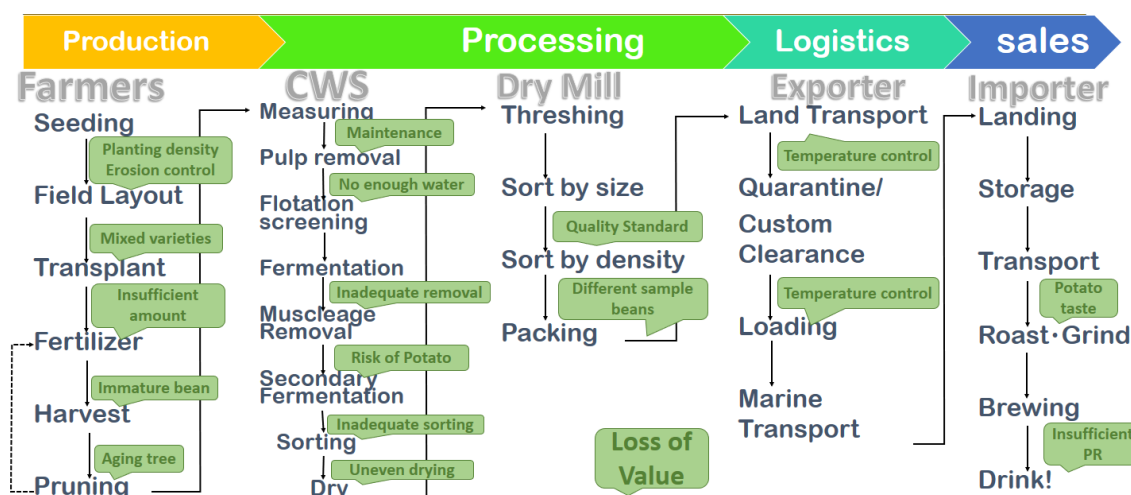 Production
Processing
Logistics
sales
Farmers
CWS
Dry Mill
Exporter
Importer
Seeding
Planting density
Erosion control
Field Layout
Mixed varieties
Transplant
Insufficient
amount
Fertilizer
Immature bean
Harvest
Aging tree
Pruning
Measuring
Maintenance
Pulp removal
No enough water
Flotation
screening
Fermentation
Inadequate removal
Muscleage
Removal
Risk of Potato
Secondary
Fermentation
Inadequate sorting
Sorting
Uneven drying
Dry
Threshing
Sort by size
Quality Standard
Sort by density
Different sample
beans
Packing
Loss of
Value
Land Transport
Temperature control
Quarantine/
Custom
Clearance
Temperature control
Loading
Marine
Transport
Landing
Storage
Transport
Potato
taste
Roast・Grind
Brewing
Insufficient
PR
Drink!